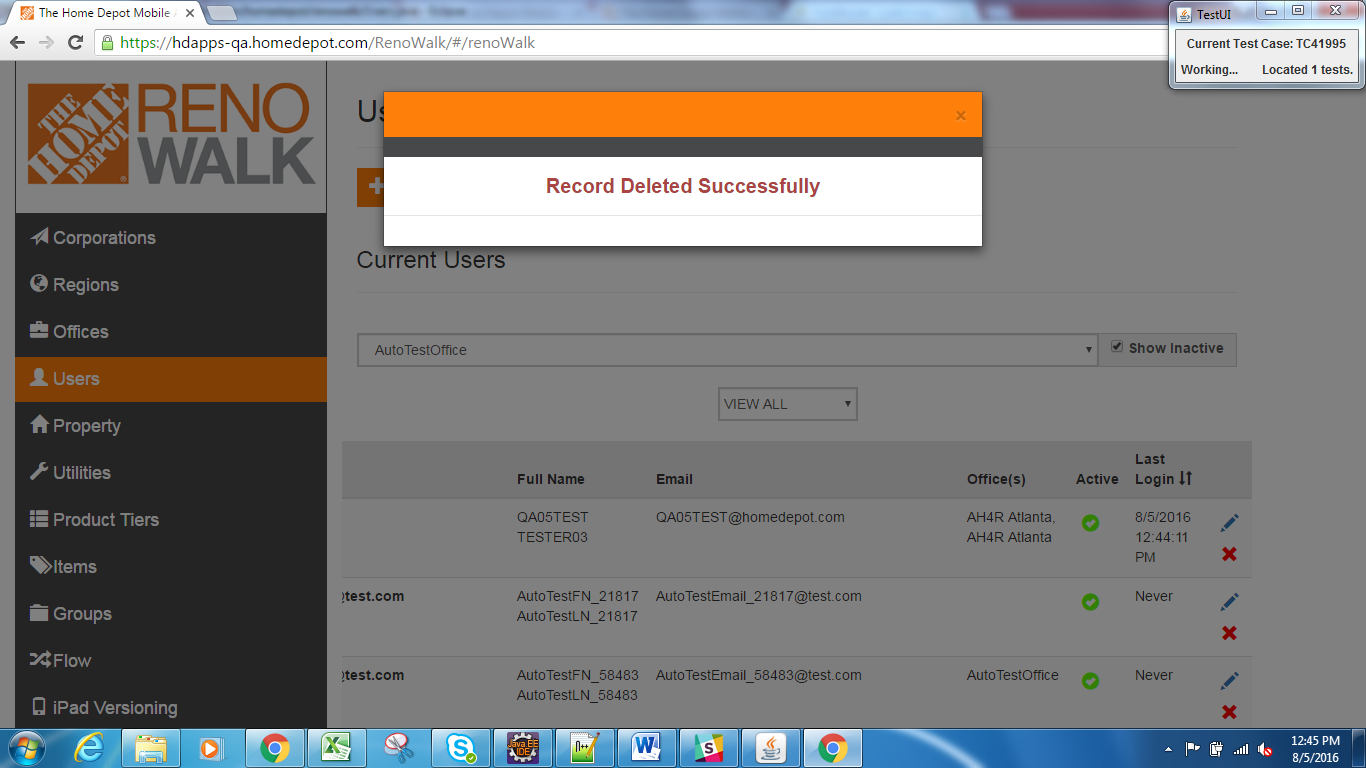 The Home Depot Mobile
https://hdapps-qa.homedepot.com/RenoWalk/#/renoWalk
TestUI
Current Test Case: TC41995
Working... Located 1 tests.
THE HOME DEPOT
RENO
WALK
Corporations
Regions
Offices
Users
Property
Utilities
Product Tiers
Items
Groups
Flow
iPad Versioning
Us
×
Record Deleted Successfully
Current Users
AutoTestOffice
Show Inactive
VIEW ALL
Full Name Email Office(s) Active Last
Login
QA05TEST QA05TEST@homedepot.com AH4R Atlanta, 8/5/2016
TESTER03 AH4R Atlanta 12:44:11
PM
@test.com AutoTestFN_21817 AutoTestEmail_21817@test.com Never
AutoTestLN_21817
@test.com AutoTestFN_58483 AutoTestEmail_58483@test.com AutoTestOffice Never
AutoTestLN_58483
Java EE
IDE
12:45 PM
8/5/2016